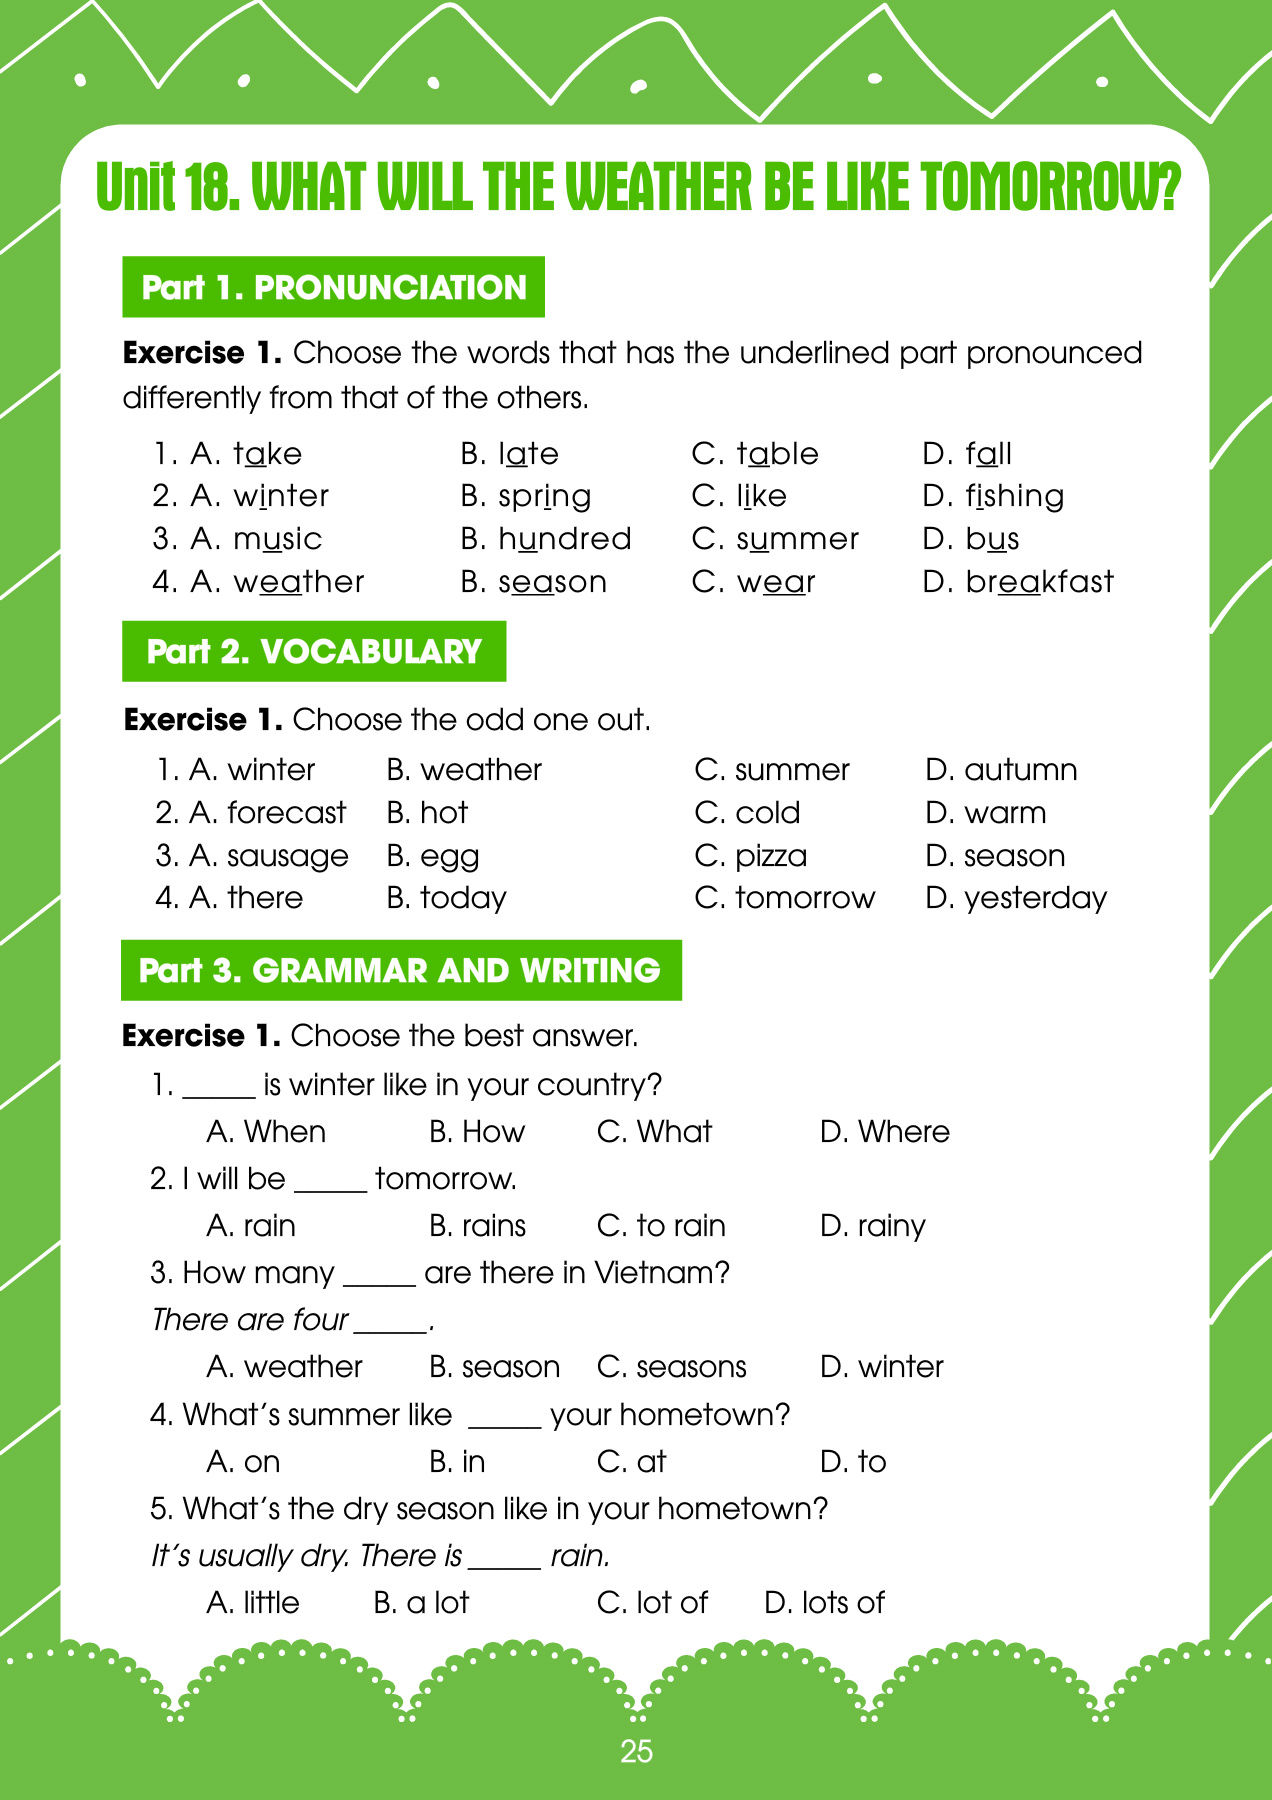 Unit 18. WHAT WILL THE WEATHER BE LIKE TOMORROW?
Part 1. PRONUNCIATION
Exercise 1. Choose the words that has the underlined part pronounced
differently from that of the others.
1. A. take B. late C. table D. fall
2. A. winter B. spring C. like D. fishing
3. A. music B. hundred C. summer D. bus
4. A. weather B. season C. wear D. breakfast
Part 2. VOCABULARY
Exercise 1. Choose the odd one out.
1. A. winter B. weather C. summer D. autumn
2. A. forecast B. hot C. cold D. warm
3. A. sausage B. egg C. pizza D. season
4. A. there B. today C. tomorrow D. yesterday
Part 3. GRAMMAR AND WRITING
Exercise 1. Choose the best answer.
1. _____ is winter like in your country?
A. When B. How C. What D. Where
2. I will be _____ tomorrow.
A. rain B. rains C. to rain D. rainy
3. How many _____ are there in Vietnam?
There are four _____.
A. weather B. season C. seasons D. winter
4. What's summer like _____ your hometown?
A. on B. in C. at D. to
5. What's the dry season like in your hometown?
It's usually dry. There is _____ rain.
A. little B. a lot C. lot of D. lots of
25